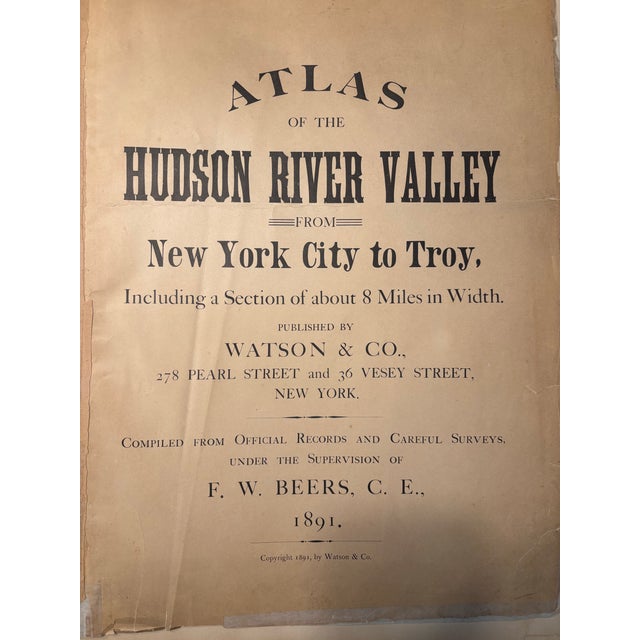 ATLAS
OF THE
HUDSON RIVER VALLEY
FROM
New York City to Troy,
Including a Section of about 8 Miles in Width.
PUBLISHED BY
WATSON & CO.,
278 PEARL STREET and 36 VESEY STREET,
NEW YORK.
COMPILED FROM OFFICIAL RECORDS AND CAREFUL SURVEYS,
UNDER THE SUPERVISION OF
F. W. BEERS, C. E.,
1891.
Copyright 1891, by Watson & Co.